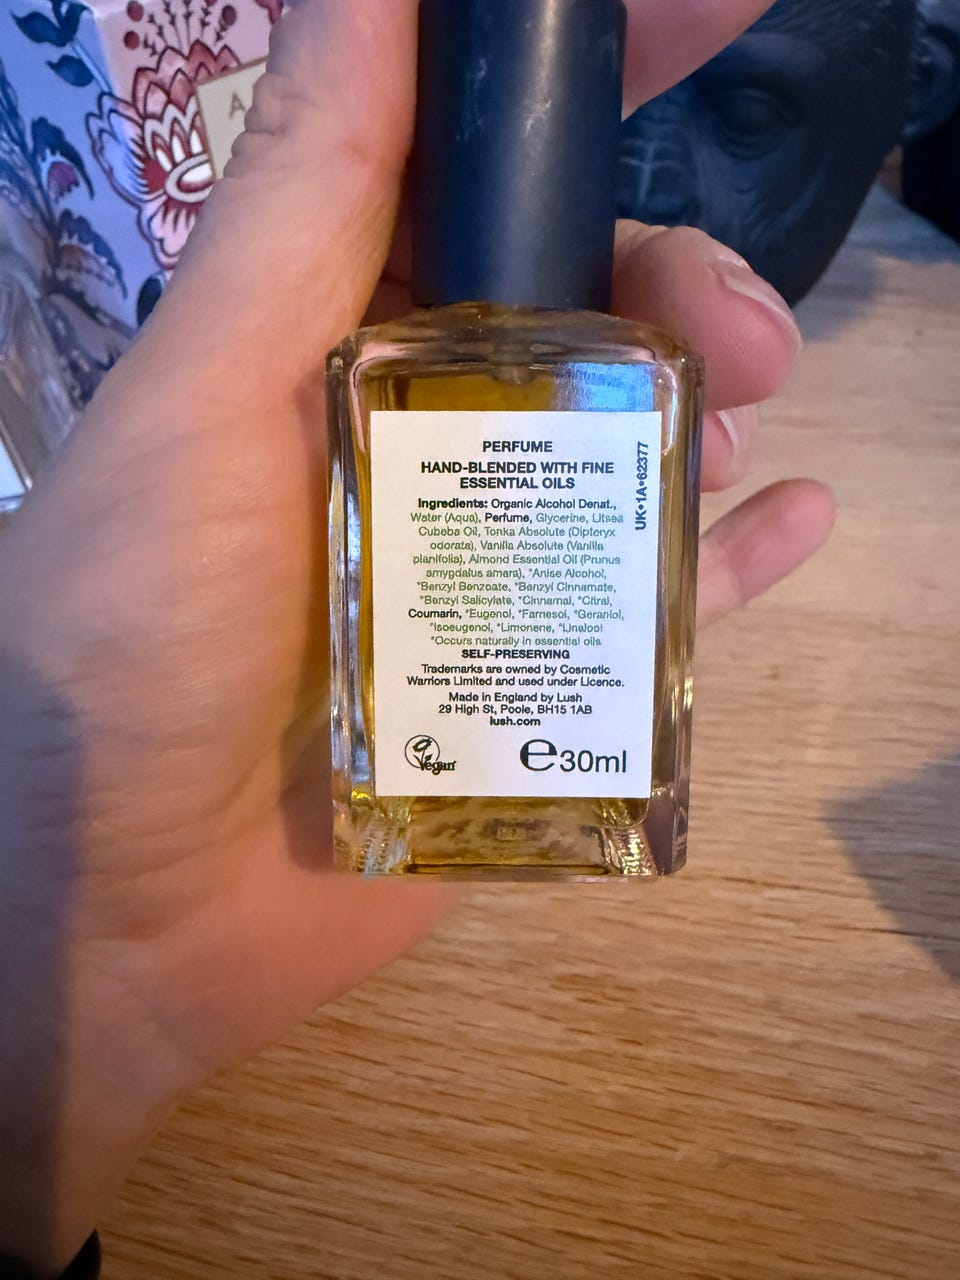 A
PERFUME
HAND-BLENDED WITH FINE
ESSENTIAL OILS
Ingredients: Organic Alcohol Denat.,
Water (Aqua), Perfume, Glycerine, Litsea
Cubeba Oil, Tonka Absolute (Dipteryx
odorata), Vanilla Absolute (Vanilla
planifolia), Almond Essential Oil (Prunus
amygdalus amara), *Anise Alcohol,
*Benzyl Benzoate, *Benzyl Cinnamate,
*Benzyl Salicylate, *Cinnamal, *Citral,
Coumarin, *Eugenol, *Farnesol, *Geraniol,
*Isoeugenol, *Limonene, *Linalool
*Occurs naturally in essential oils
SELF-PRESERVING
Trademarks are owned by Cosmetic
Warriors Limited and used under Licence.
Made in England by Lush
29 High St, Poole, BH15 1AB
lush.com
Vegan
e30ml
UK•1A•62377